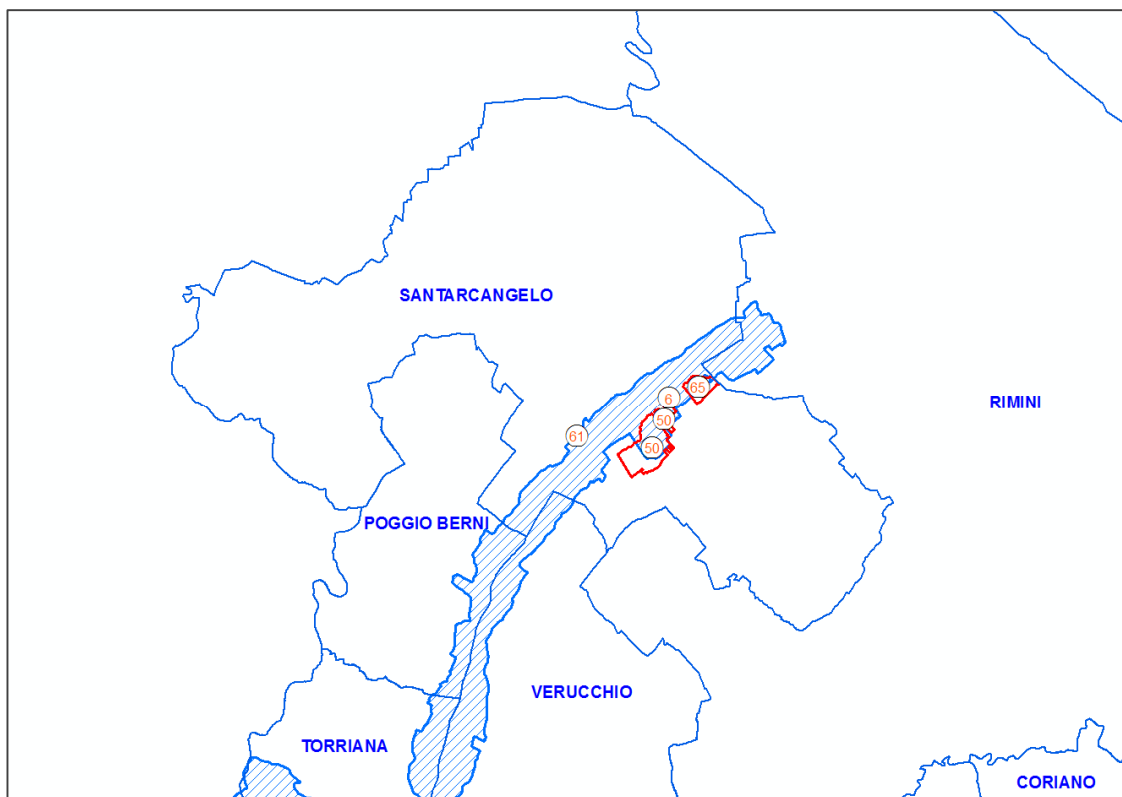 SANTARCANGELO
65
6
RIMINI
50
61
50
POGGIO BERNI
VERUCCHIO
TORRIANA
CORIANO